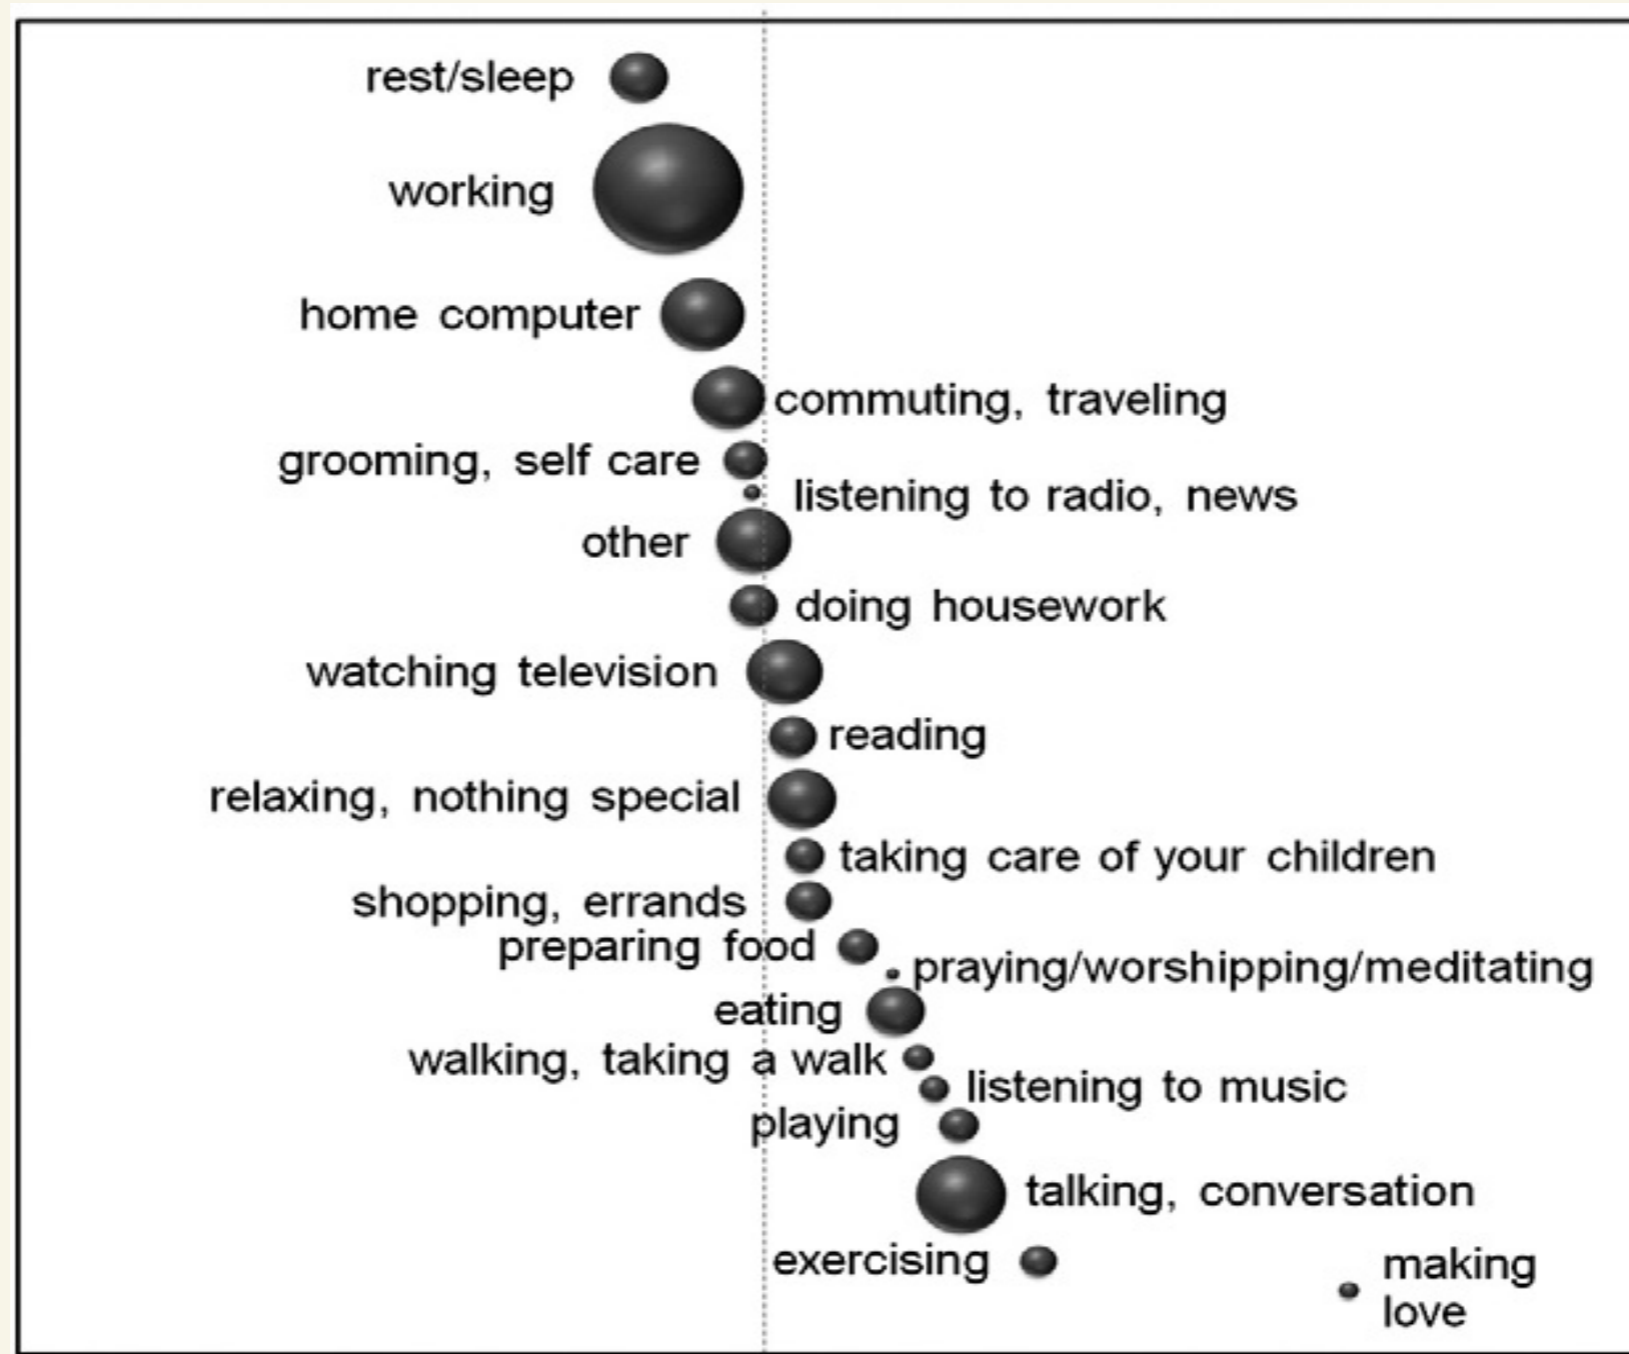 rest/sleep
working
home computer
commuting, traveling
grooming, self care
listening to radio, news
other
doing housework
watching television
reading
relaxing, nothing special
taking care of your children
shopping, errands
preparing food
praying/worshipping/meditating
eating
walking, taking a walk
listening to music
playing
talking, conversation
exercising
making
love